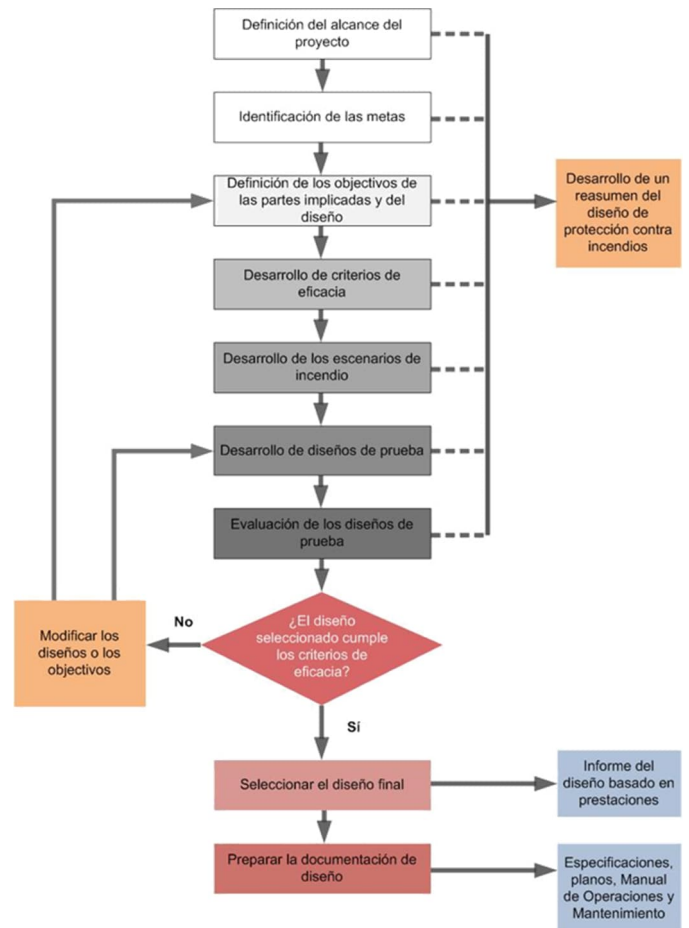 Definición del alcance del
proyecto
Identificación de las metas
Definición de los objetivos de
las partes implicadas y del
diseño
Desarrollo de un
reasumen del
diseño de
protección contra
incendios
Desarrollo de criterios de
eficacia
Desarrollo de los escenarios de
incendio
Desarrollo de diseños de prueba
Evaluación de los diseños de
prueba
¿El diseño
seleccionado cumple
los criterios de
eficacia?
No
Modificar los
diseños o los
objetivos
Sí
Seleccionar el diseño final
Informe del
diseño basado en
prestaciones
Preparar la documentación de
diseño
Especificaciones,
planos, Manual
de Operaciones y
Mantenimiento